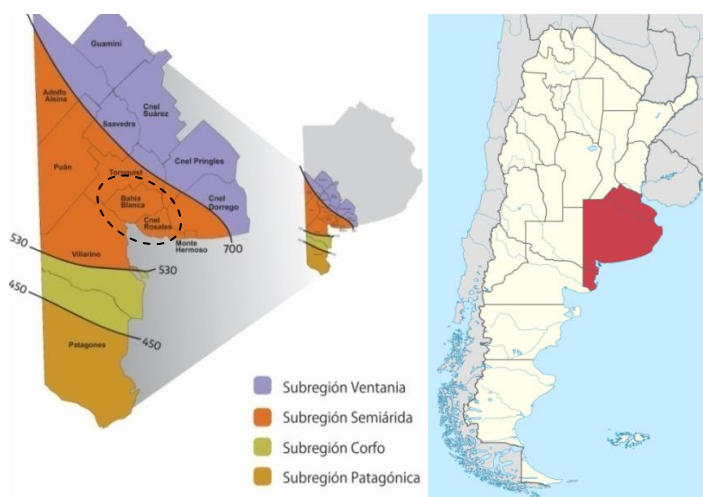 Guaminí
Adolfo
Alsina
Cnel
Suárez
Saavedra
Puán
Cnel Pringles
Tornquist
Bahía
Blanca
Cnel
Rosales
Cnel
Dorrego
Monte
Hermoso
700
530
Villarino
530
450
450
Patagones
Subregión Ventania
Subregión Semiárida
Subregión Corfo
Subregión Patagónica